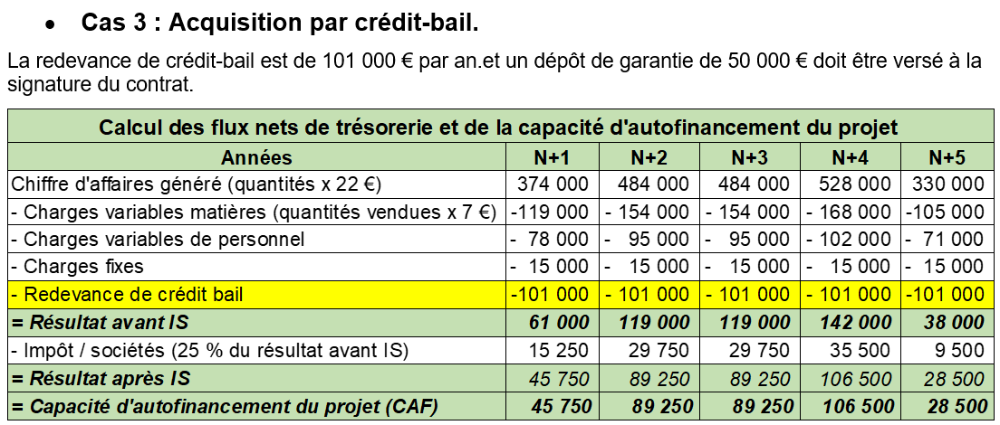 • Cas 3 : Acquisition par crédit-bail.
La redevance de crédit-bail est de 101 000 € par an.et un dépôt de garantie de 50 000 € doit être versé à la
signature du contrat.
Calcul des flux nets de trésorerie et de la capacité d'autofinancement du projet
Années N+1 N+2 N+3 N+4 N+5
Chiffre d'affaires généré (quantités x 22 €) 374 000 484 000 484 000 528 000 330 000
- Charges variables matières (quantités vendues x 7 €) -119 000 - 154 000 - 154 000 - 168 000 -105 000
- Charges variables de personnel - 78 000 - 95 000 - 95 000 - 102 000 - 71 000
- Charges fixes - 15 000 - 15 000 - 15 000 - 15 000 - 15 000
- Redevance de crédit bail -101 000 - 101 000 - 101 000 - 101 000 -101 000
= Résultat avant IS 61 000 119 000 119 000 142 000 38 000
- Impôt / sociétés (25 % du résultat avant IS) 15 250 29 750 29 750 35 500 9 500
= Résultat après IS 45 750 89 250 89 250 106 500 28 500
= Capacité d'autofinancement du projet (CAF) 45 750 89 250 89 250 106 500 28 500